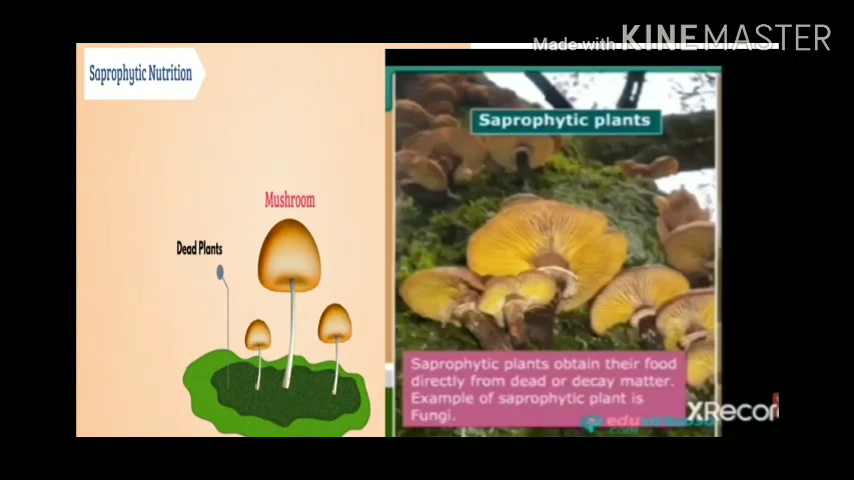 Made with KINEMASTER
Saprophytic Nutrition
Mushroom
Dead Plants
Saprophytic plants
Saprophytic plants obtain their food
directly from dead or decay matter.
Example of saprophytic plant is
Fungi.
XRecor